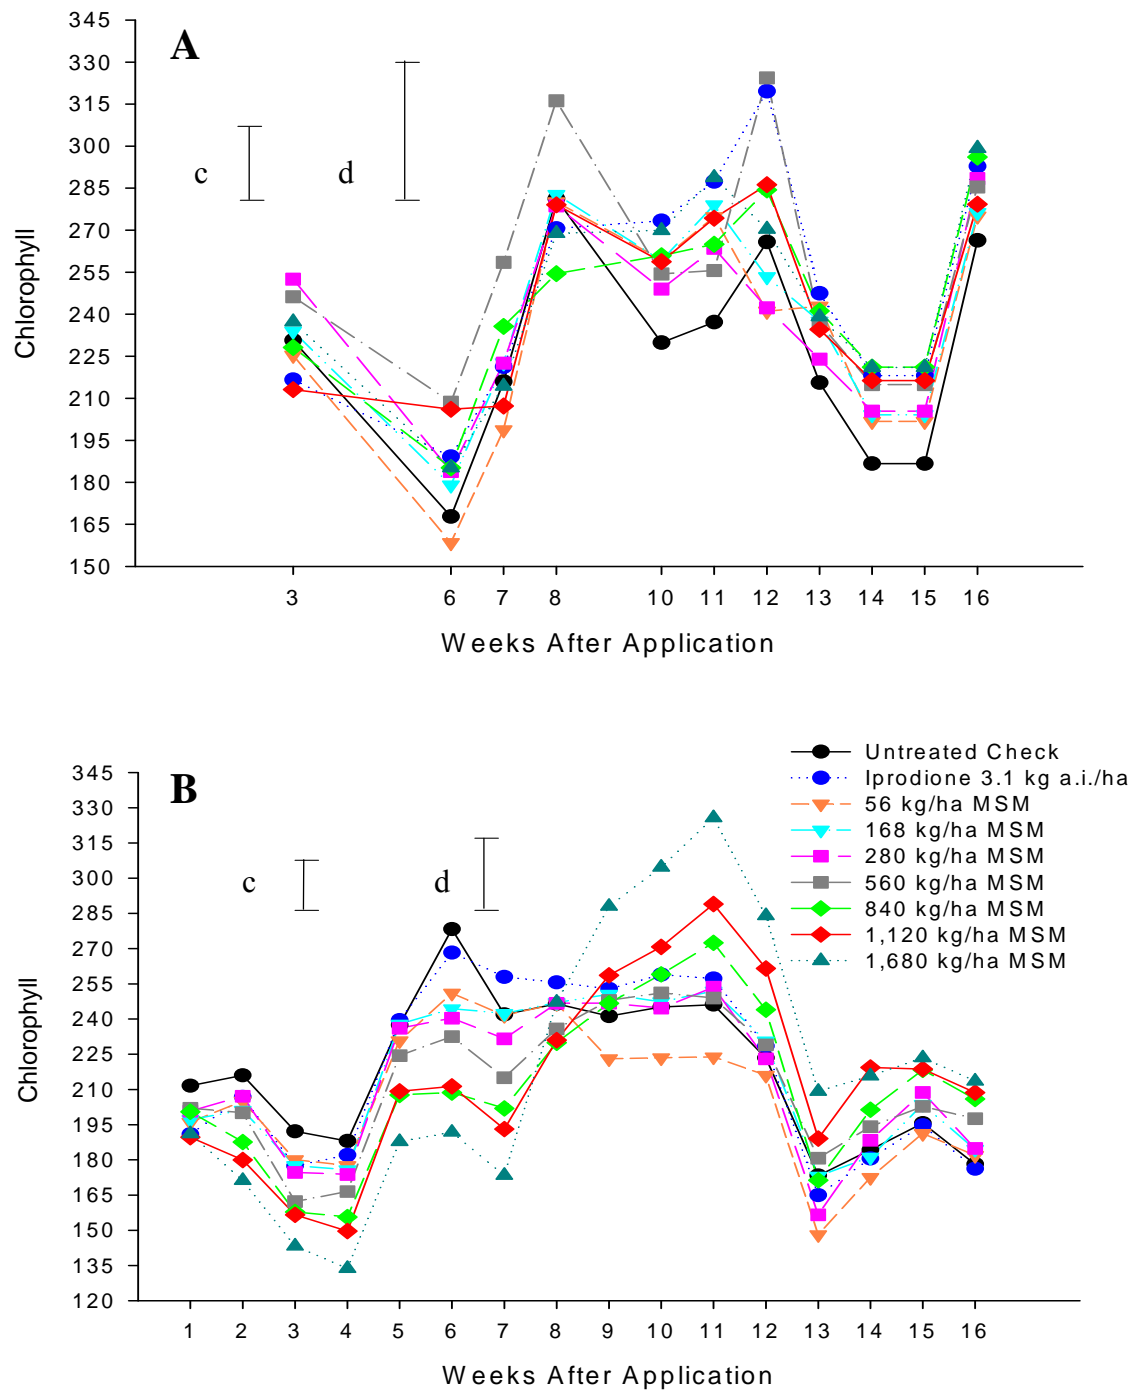 345
A
330
315
300
c
d
285
270
255
240
225
210
195
180
165
150
Chlorophyll
3 6 7 8 10 11 12 13 14 15 16
Weeks After Application
Untreated Check
Iprodione 3.1 kg a.i./ha
56 kg/ha MSM
168 kg/ha MSM
280 kg/ha MSM
560 kg/ha MSM
840 kg/ha MSM
1,120 kg/ha MSM
1,680 kg/ha MSM
345
B
330
315
300
c
d
285
270
255
240
225
210
195
180
165
150
135
120
Chlorophyll
1 2 3 4 5 6 7 8 9 10 11 12 13 14 15 16
Weeks After Application